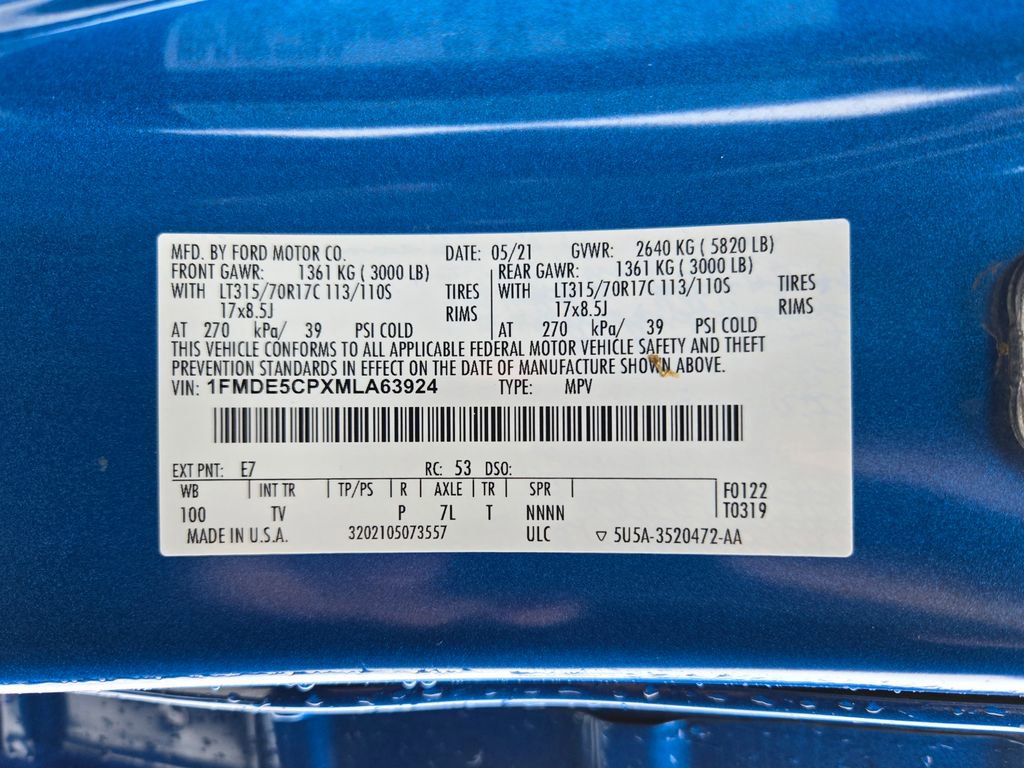 MFD. BY FORD MOTOR CO. DATE: 05/21 GVWR: 2640 KG ( 5820 LB)
FRONT GAWR: 1361 KG ( 3000 LB) REAR GAWR: 1361 KG ( 3000 LB)
WITH LT315/70R17C 113/110S TIRES WITH LT315/70R17C 113/110S TIRES
17x8.5J RIMS 17x8.5J RIMS
AT 270 kPa/ 39 PSI COLD AT 270 kPa/ 39 PSI COLD
THIS VEHICLE CONFORMS TO ALL APPLICABLE FEDERAL MOTOR VEHICLE SAFETY AND THEFT
PREVENTION STANDARDS IN EFFECT ON THE DATE OF MANUFACTURE SHOWN ABOVE.
VIN: 1FMDE5CPXMLA63924 TYPE: MPV
EXT PNT: E7 RC: 53 DSO:
WB INT TR TP/PS R AXLE TR SPR F0122
100 TV P 7L T NNNN T0319
MADE IN U.S.A. 3202105073557 ULC ▽ 5U5A-3520472-AA